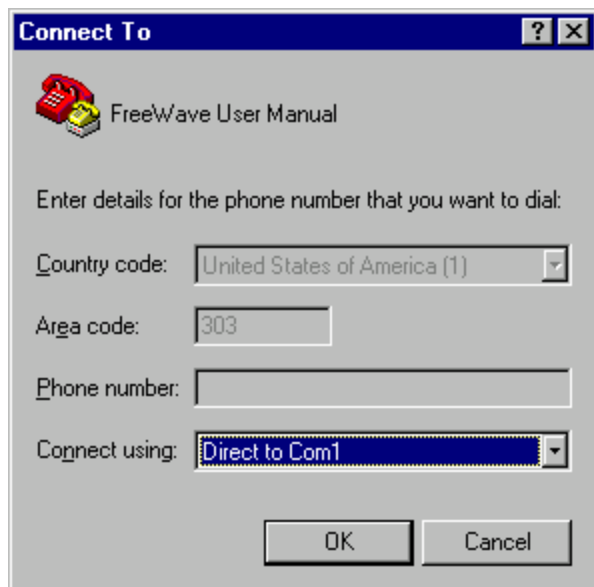 Connect To
FreeWave User Manual
Enter details for the phone number that you want to dial:
Country code: United States of America (1)
Area code: 303
Phone number:
Connect using: Direct to Com1
OK Cancel